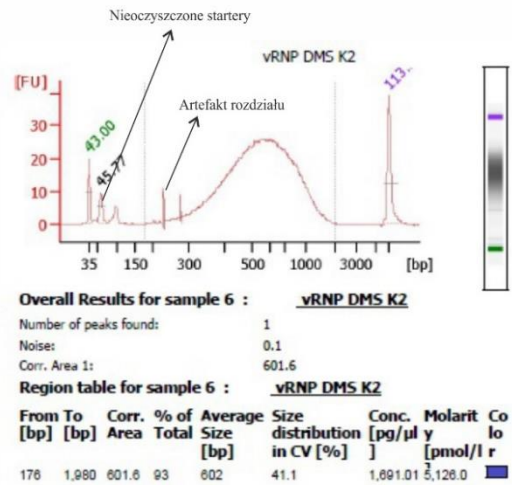 Nieoczyszczone startery
vRNP DMS K2
[FU]
113.
43.00
Artefakt rozdziału
45.77
30
20
10
0
35 150 300 500 1000 3000 [bp]
Overall Results for sample 6 : vRNP DMS K2
Number of peaks found: 1
Noise: 0.1
Corr. Area 1: 601.6
Region table for sample 6 : vRNP DMS K2
From To Corr. % of Average Size Conc. Molarit Co
[bp] [bp] Area Total Size distribution [pg/µl y lo
[bp] in CV [%] ] [pmol/l r
]
176 1,980 601.6 93 602 41.1 1,691.01 5,126.0